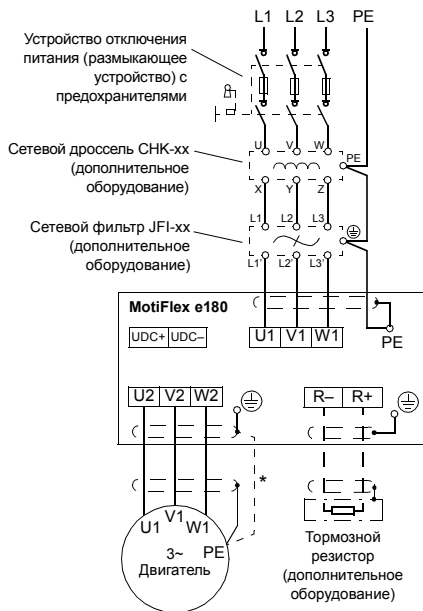 L1 L2 L3 PE
Устройство отключения
питания (размыкающее
устройство) с
предохранителями
U V W
PE
Сетевой дроссель CHK-xx
(дополнительное
оборудование)
X Y Z
L1 L2 L3
Сетевой фильтр JFI-xx
(дополнительное
оборудование)
L1' L2' L3'
MotiFlex e180
UDC+ UDC–
U1 V1 W1
PE
U2 V2 W2
R– R+
*
U1 V1 W1
PE
3~
Двигатель
Тормозной
резистор
(дополнительное
оборудование)